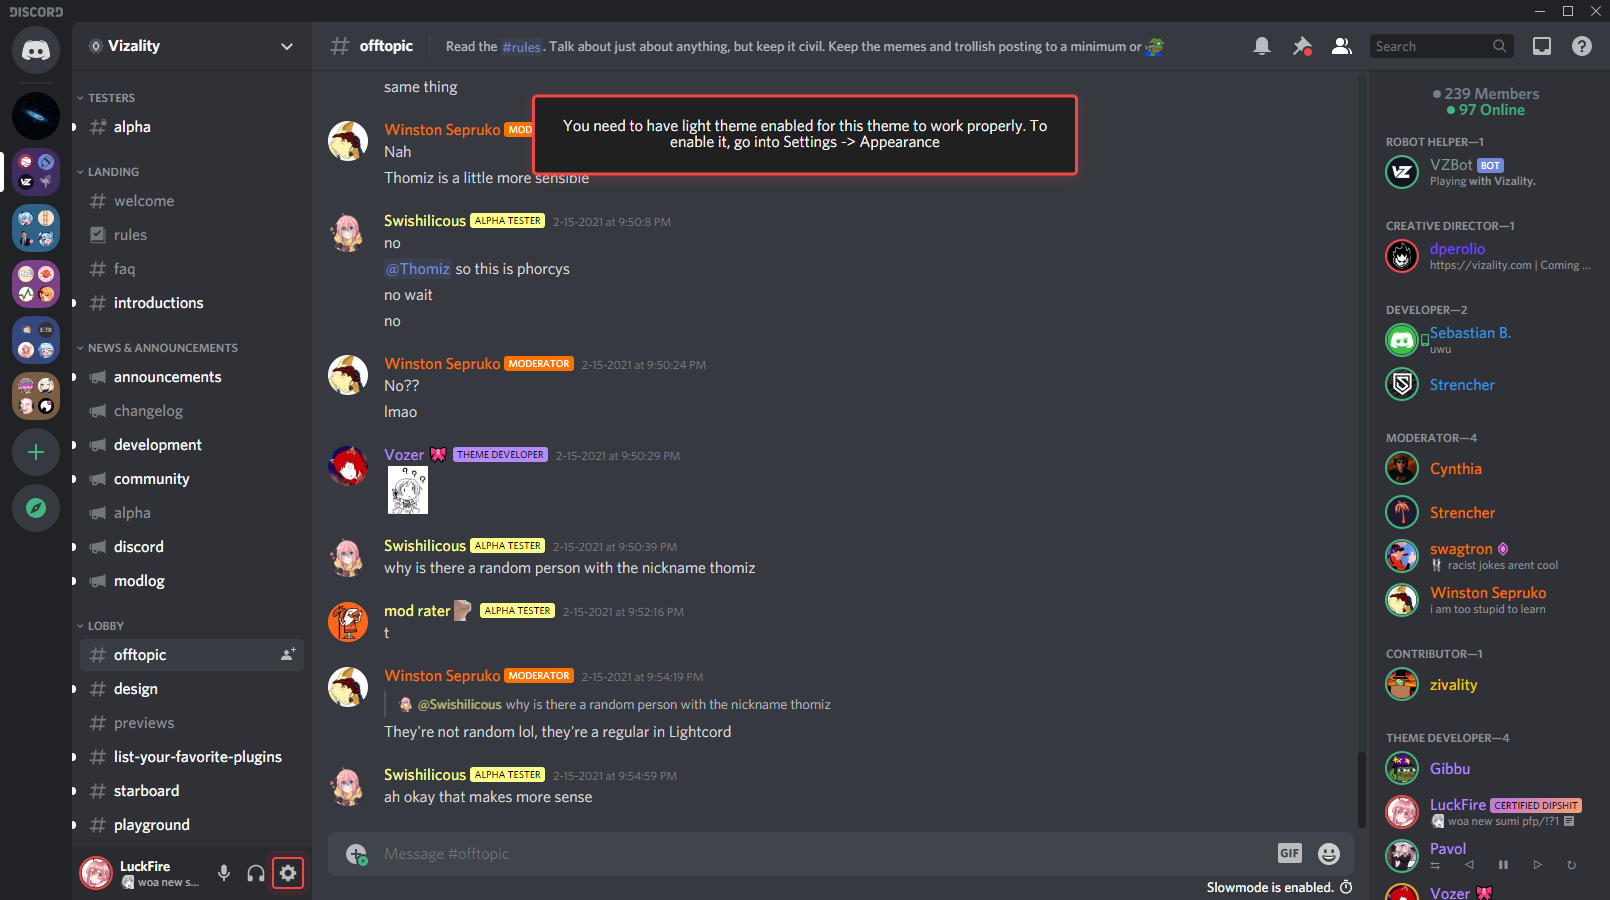 DISCORD
Vizality
TESTERS
alpha
LANDING
welcome
rules
faq
introductions
NEWS & ANNOUNCEMENTS
announcements
changelog
development
community
alpha
discord
modlog
LOBBY
offtopic
design
previews
list-your-favorite-plugins
starboard
playground
LuckFire
woa new s...
offtopic
Read the #rules. Talk about just about anything, but keep it civil. Keep the memes and trollish posting to a minimum or
Search
You need to have light theme enabled for this theme to work properly. To
enable it, go into Settings -> Appearance
same thing
Winston Sepruko MOD
Nah
Thomiz is a little more sensible
Swishilicous ALPHA TESTER 2-15-2021 at 9:50:8 PM
no
@Thomiz so this is phorcys
no wait
no
Winston Sepruko MODERATOR 2-15-2021 at 9:50:24 PM
No??
lmao
Vozer THEME DEVELOPER 2-15-2021 at 9:50:29 PM
? ? ?
Swishilicous ALPHA TESTER 2-15-2021 at 9:50:39 PM
why is there a random person with the nickname thomiz
mod rater ALPHA TESTER 2-15-2021 at 9:52:16 PM
t
Winston Sepruko MODERATOR 2-15-2021 at 9:54:19 PM
@Swishilicous why is there a random person with the nickname thomiz
They're not random lol, they're a regular in Lightcord
Swishilicous ALPHA TESTER 2-15-2021 at 9:54:59 PM
ah okay that makes more sense
Message #offtopic
GIF
Slowmode is enabled.
239 Members
97 Online
ROBOT HELPER—1
VZ
VZBot BOT
Playing with Vizality.
CREATIVE DIRECTOR—1
dperolio
https://vizality.com | Coming ...
DEVELOPER—2
Sebastian B.
uwu
Strencher
MODERATOR—4
Cynthia
Strencher
swagtron
racist jokes arent cool
Winston Sepruko
i am too stupid to learn
CONTRIBUTOR—1
zivality
THEME DEVELOPER—4
Gibbu
LuckFire CERTIFIED DIPSHIT
woa new sumi pfp/!?1
Pavol
Vozer